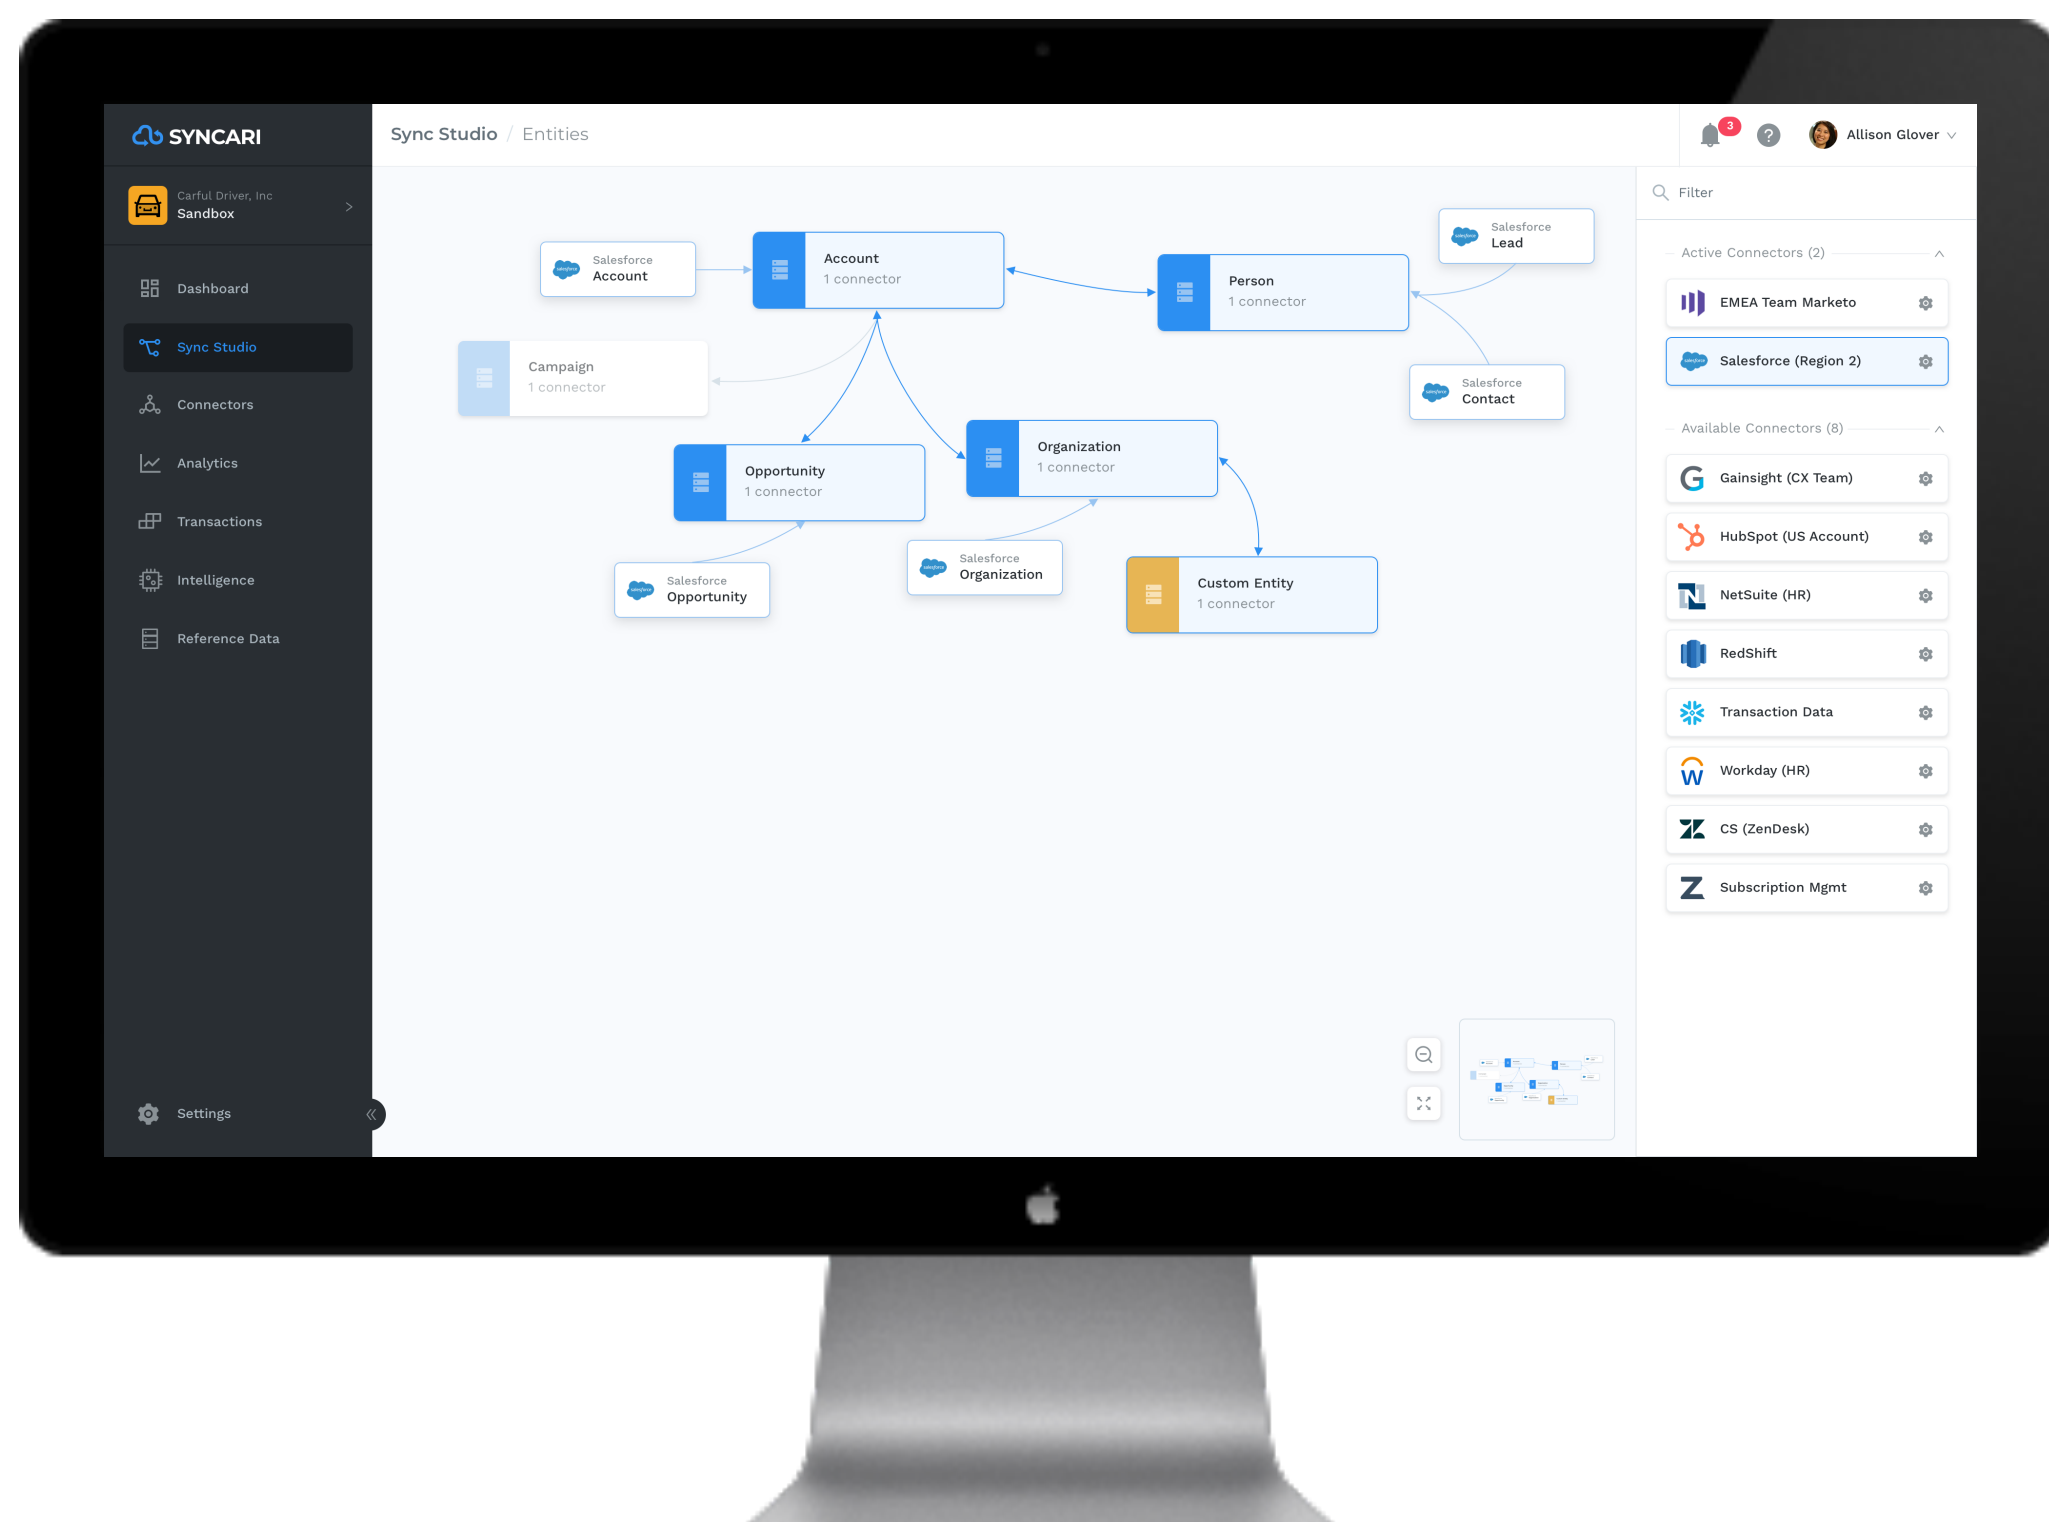 SYNCARI
Carful Driver, Inc
Sandbox
Dashboard
Sync Studio
Connectors
Analytics
Transactions
Intelligence
Reference Data
Settings
Sync Studio / Entities
3
?
Allison Glover
Salesforce
Account
Account
1 connector
Person
1 connector
Salesforce
Lead
Campaign
1 connector
Salesforce
Contact
Opportunity
1 connector
Organization
1 connector
Salesforce
Opportunity
Salesforce
Organization
Custom Entity
1 connector
Filter
Active Connectors (2)
EMEA Team Marketo
Salesforce (Region 2)
Available Connectors (8)
Gainsight (CX Team)
HubSpot (US Account)
NetSuite (HR)
RedShift
Transaction Data
Workday (HR)
CS (ZenDesk)
Subscription Mgmt